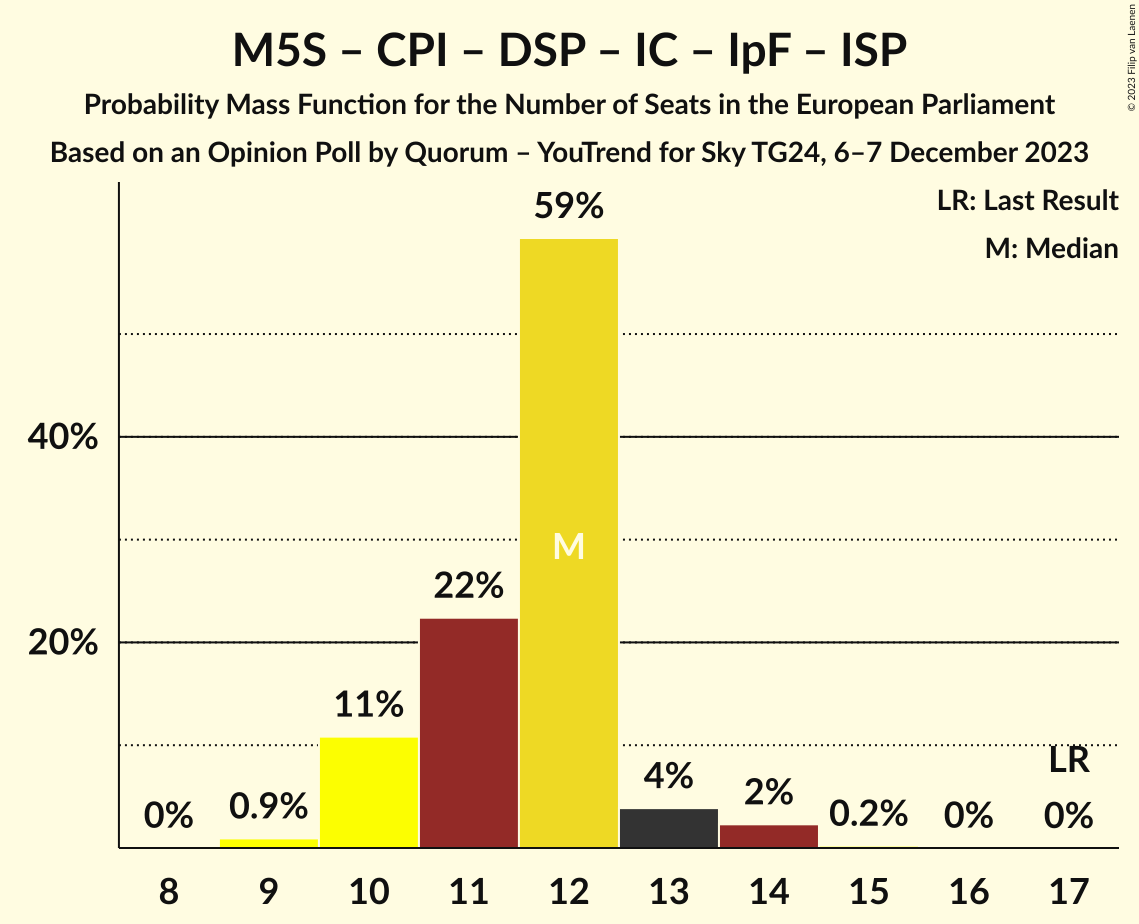 M5S – CPI – DSP – IC – IpF – ISP
Probability Mass Function for the Number of Seats in the European Parliament
Based on an Opinion Poll by Quorum – YouTrend for Sky TG24, 6–7 December 2023
© 2023 Filip van Laenen
LR: Last Result
M: Median
59%
40%
M
22%
20%
11%
LR
4%
2%
0%
0.9%
0.2%
0%
0%
8 9 10 11 12 13 14 15 16 17